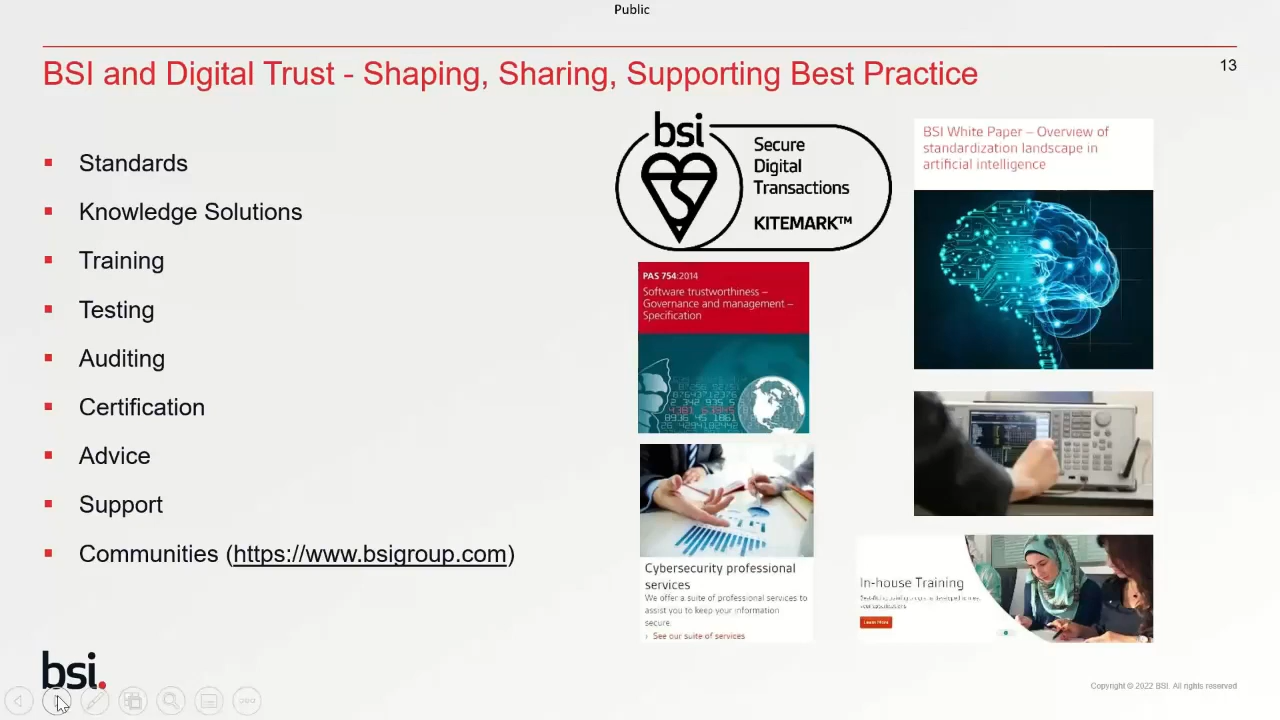 Public
BSI and Digital Trust - Shaping, Sharing, Supporting Best Practice
13
Standards
Knowledge Solutions
Training
Testing
Auditing
Certification
Advice
Support
Communities (https://www.bsigroup.com)
bsi
Secure
Digital
Transactions
KITEMARK™
BSI White Paper – Overview of
standardization landscape in
artificial intelligence
PAS 754:2014
Software trustworthiness –
Governance and management –
Specification
Cybersecurity professional
services
We offer a suite of professional services to
assist you to keep your information
secure.
› See our suite of services
In-house Training
Learn More
bsi.
Copyright © 2022 BSI. All rights reserved